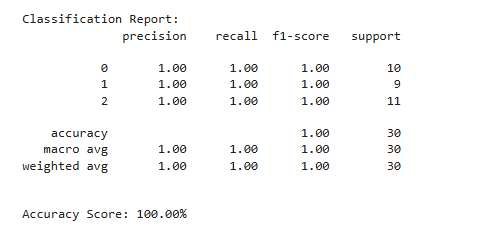 Classification Report:
precision recall f1-score support
0 1.00 1.00 1.00 10
1 1.00 1.00 1.00 9
2 1.00 1.00 1.00 11
accuracy 1.00 30
macro avg 1.00 1.00 1.00 30
weighted avg 1.00 1.00 1.00 30
Accuracy Score: 100.00%